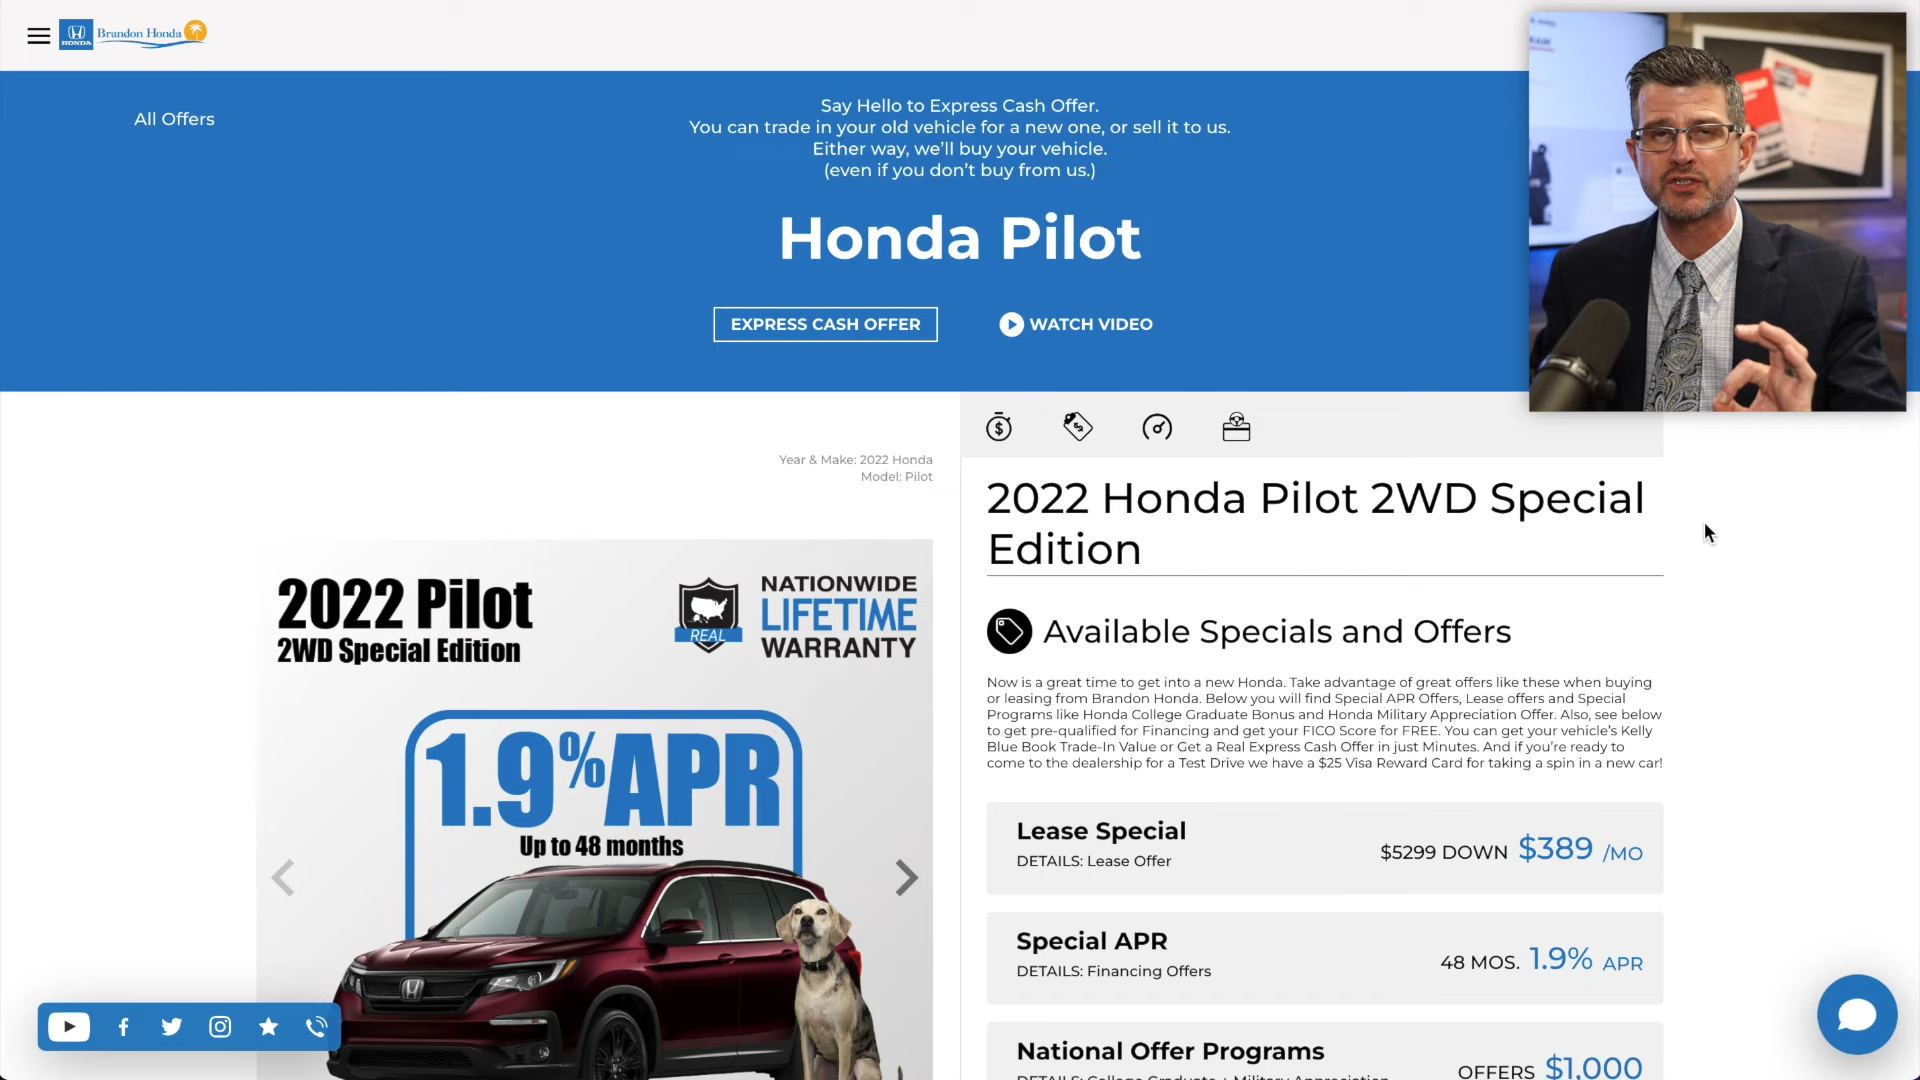 HONDA
Brandon Honda
All Offers
Say Hello to Express Cash Offer.
You can trade in your old vehicle for a new one, or sell it to us.
Either way, we'll buy your vehicle.
(even if you don't buy from us.)
Honda Pilot
EXPRESS CASH OFFER
WATCH VIDEO
Year & Make: 2022 Honda
Model: Pilot
2022 Pilot
2WD Special Edition
REAL
NATIONWIDE
LIFETIME
WARRANTY
1.9% APR
Up to 48 months
2022 Honda Pilot 2WD Special
Edition
Available Specials and Offers
Now is a great time to get into a new Honda. Take advantage of great offers like these when buying
or leasing from Brandon Honda. Below you will find Special APR Offers, Lease offers and Special
Programs like Honda College Graduate Bonus and Honda Military Appreciation Offer. Also, see below
to get pre-qualified for Financing and get your FICO Score for FREE. You can get your vehicle's Kelly
Blue Book Trade-In Value or Get a Real Express Cash Offer in just Minutes. And if you're ready to
come to the dealership for a Test Drive we have a $25 Visa Reward Card for taking a spin in a new car!
Lease Special
DETAILS: Lease Offer
$5299 DOWN $389 /MO
Special APR
DETAILS: Financing Offers
48 MOS. 1.9% APR
National Offer Programs
DETAILS: College Graduate + Military Appreciation
OFFERS $1,000